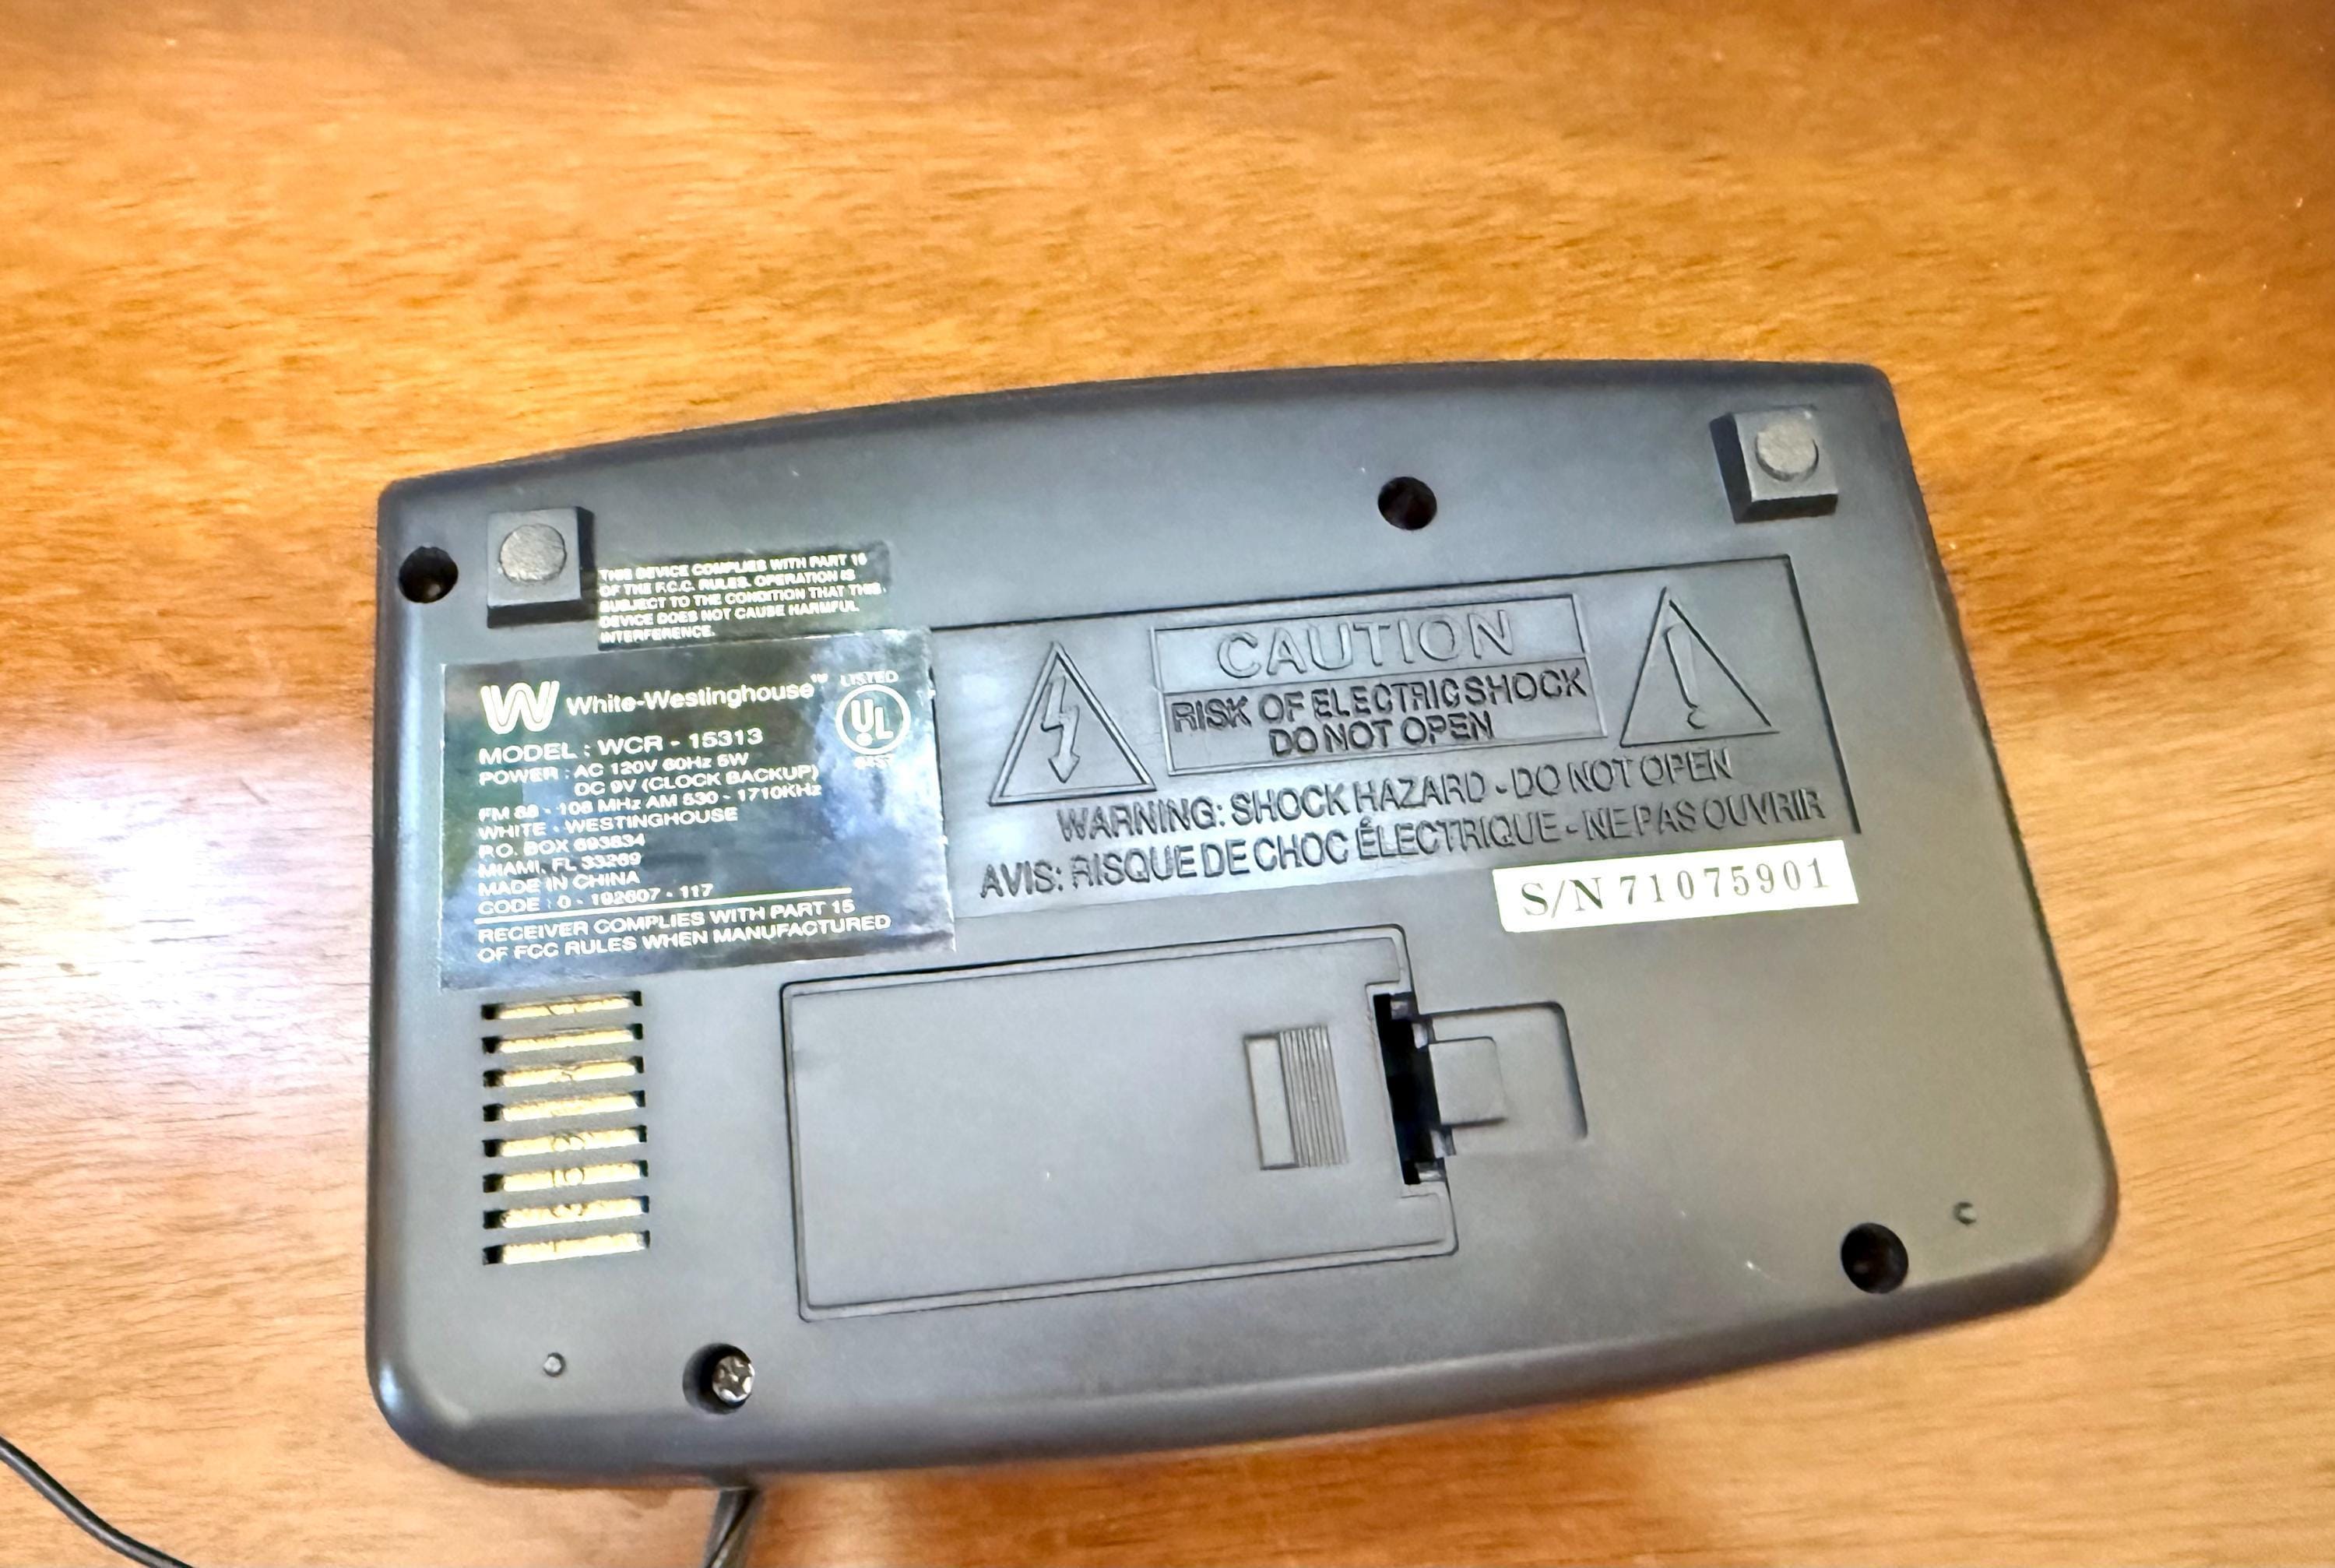 THIS DEVICE COMPLIES WITH PART 15
OF THE F.C.C. RULES. OPERATION IS
SUBJECT TO THE CONDITION THAT THIS
DEVICE DOES NOT CAUSE HARMFUL
INTERFERENCE.
W White-Westinghouse™
LISTED
UL
MODEL : WCR - 15313
POWER : AC 120V 60Hz 5W
DC 9V (CLOCK BACKUP)
FM 88 - 108 MHz AM 530 - 1710KHz
WHITE - WESTINGHOUSE
P.O. BOX 693834
MIAMI, FL 33269
MADE IN CHINA
CODE : 0 - 192607 - 117
RECEIVER COMPLIES WITH PART 15
OF FCC RULES WHEN MANUFACTURED
CAUTION
RISK OF ELECTRIC SHOCK
DO NOT OPEN
WARNING: SHOCK HAZARD - DO NOT OPEN
AVIS: RISQUE DE CHOC ÉLECTRIQUE - NE PAS OUVRIR
S/N 71075901